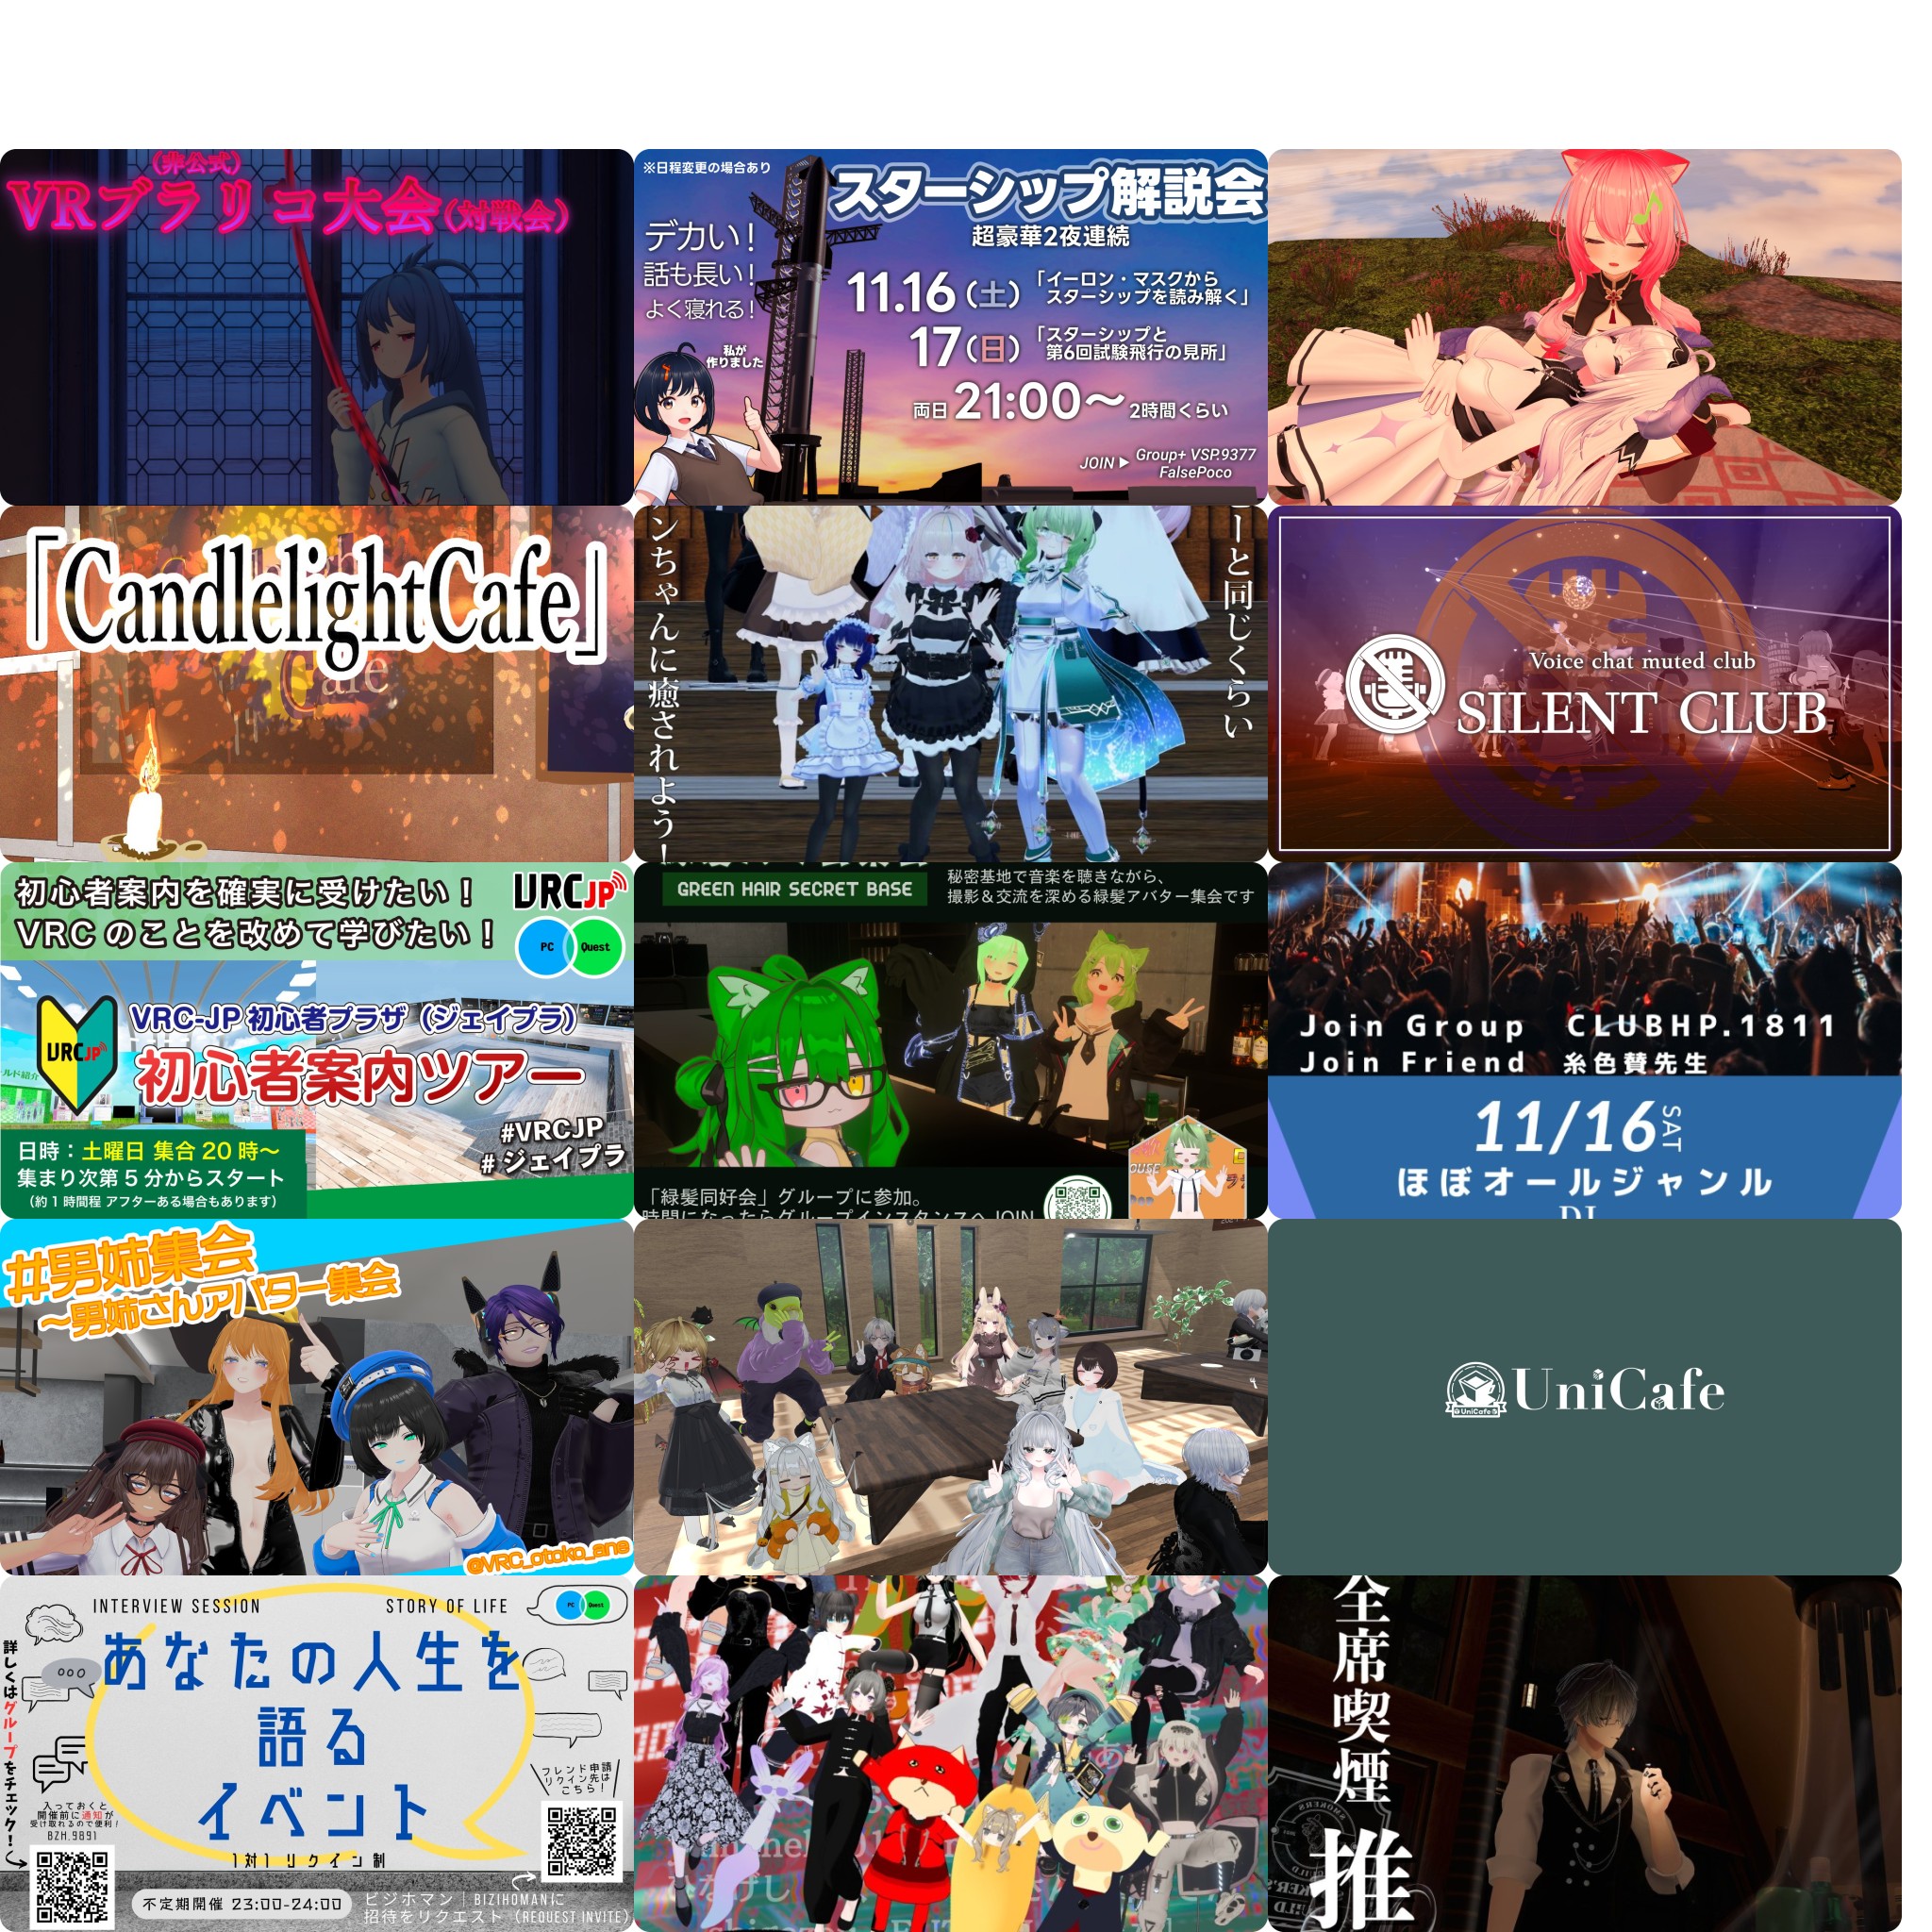 (非公式)
VRブラリコ大会(対戦会)
※日程変更の場合あり
スターシップ解説会
超豪華2夜連続
デカい!
話も長い!
よく寝れる!
11.16(土)「イーロン・マスクから
スターシップを読み解く」
私が
作りました
17(日)「スターシップと
第6回試験飛行の見所」
両日 21:00〜2時間くらい
JOIN ▶ Group+ VSP.9377
FalsePoco
「CandlelightCafe」
Cafe
ーと同じくらい
ンちゃんに癒されよう!
Voice chat muted club
SILENT CLUB
初心者案内を確実に受けたい!
VRC のことを改めて学びたい!
VRCJP
PC Quest
VRC-JP 初心者プラザ(ジェイプラ)
VRCJP
初心者案内ツアー
#VRCJP
#ジェイプラ
日時:土曜日 集合 20 時〜
集まり次第 5 分からスタート
(約 1 時間程 アフターある場合もあります)
GREEN HAIR SECRET BASE
秘密基地で音楽を聴きながら、
撮影&交流を深める緑髪アバター集会です
「緑髪同好会」グループに参加。
時間になったらグループインスタンスへ JOIN
Join Group CLUBHP.1811
Join Friend 糸色賛先生
11/16 SAT
ほぼオールジャンル
DJ
#男姉集会
〜男姉さんアバター集会
@VRC_otoko_ane
UniCafe
UniCafe
INTERVIEW SESSION
STORY OF LIFE
PC Quest
あなたの人生を
語る
イベント
詳しくはグループをチェック!
フレンド申請
リクイン先は
こちら!
入っておくと
開催前に通知が
受け取れるので便利!
BZH.9891
1対1 リクイン制
不定期開催 23:00-24:00
ビジホマン|BIZIHOMANに
招待をリクエスト (REQUEST INVITE)
全席喫煙
推